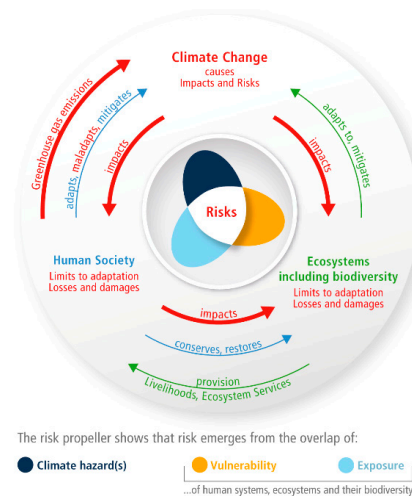 Climate Change
causes
Impacts and Risks
Greenhouse gas emissions
adapts, maladapts, mitigates
impacts
impacts
adapts to, mitigates
Risks
Human Society
Limits to adaptation
Losses and damages
Ecosystems
including biodiversity
Limits to adaptation
Losses and damages
impacts
conserves, restores
provision
Livelihoods, Ecosystem Services
The risk propeller shows that risk emerges from the overlap of:
Climate hazard(s)
Vulnerability
Exposure
...of human systems, ecosystems and their biodiversity